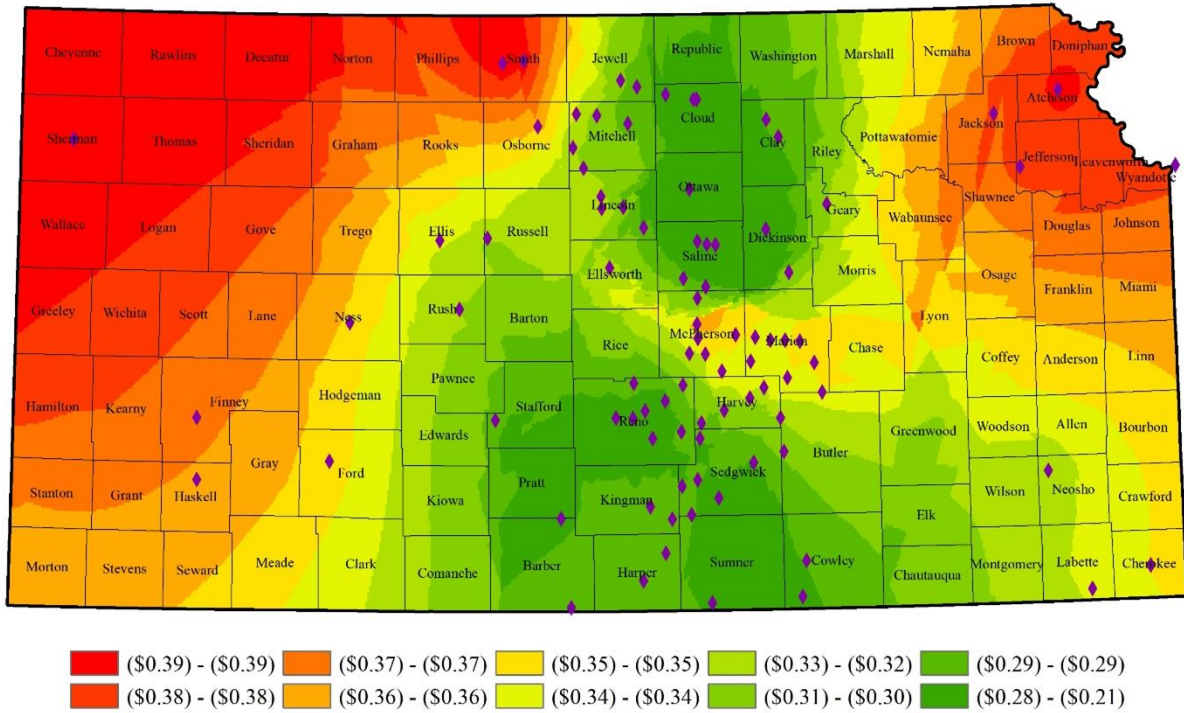 Cheyenne Rawlins Decatur Norton Phillips Smith Jewell Republic Washington Marshall Nemaha Brown Doniphan
Atchison
Sherman Thomas Sheridan Graham Rooks Osborne Mitchell Cloud Clay Riley Pottawatomie Jackson
Jefferson Leavenworth
Wyandotte
Ottawa
Wallace Logan Gove Trego Ellis Russell Lincoln Dickinson Geary Wabaunsee Shawnee Douglas Johnson
Saline
Ellsworth Morris Osage Franklin Miami
Greeley Wichita Scott Lane Ness Rush Barton Rice McPherson Marion Chase Lyon Coffey Anderson Linn
Pawnee
Hamilton Kearny Finney Hodgeman Stafford Reno Harvey Greenwood Woodson Allen Bourbon
Edwards
Gray Ford Sedgwick Butler
Stanton Grant Haskell Kiowa Pratt Kingman Elk Wilson Neosho Crawford
Morton Stevens Seward Meade Clark Comanche Barber Harper Sumner Cowley Chautauqua Montgomery Labette Cherokee
($0.39) - ($0.39) ($0.37) - ($0.37) ($0.35) - ($0.35) ($0.33) - ($0.32) ($0.29) - ($0.29)
($0.38) - ($0.38) ($0.36) - ($0.36) ($0.34) - ($0.34) ($0.31) - ($0.30) ($0.28) - ($0.21)